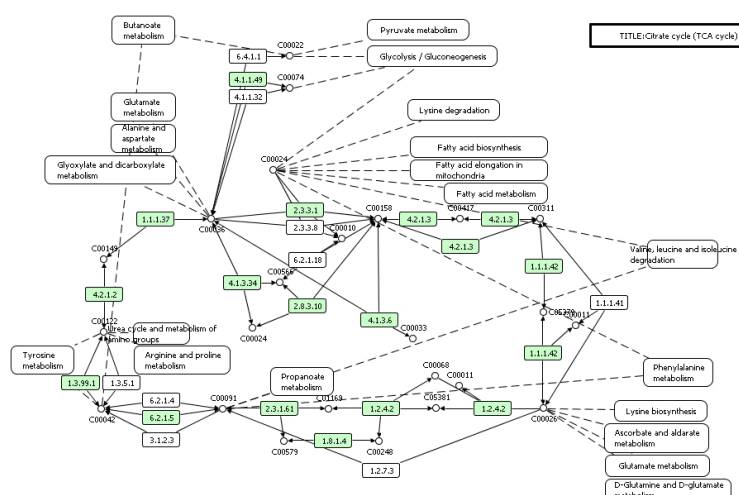 Butanoate
metabolism
Pyruvate metabolism
TITLE:Citrate cycle (TCA cycle)
C00022
6.4.1.1
Glycolysis / Gluconeogenesis
4.1.1.49
C00074
4.1.1.32
Glutamate
metabolism
Lysine degradation
Alanine and
aspartate
metabolism
Fatty acid biosynthesis
Glyoxylate and dicarboxylate
metabolism
C00024
Fatty acid elongation in
mitochondria
Fatty acid metabolism
1.1.1.37
C00036
2.3.3.1
2.3.3.8
C00010
C00158
4.2.1.3
C00417
4.2.1.3
C00311
4.2.1.3
C00149
6.2.1.18
Valine, leucine and isoleucine
degradation
4.2.1.2
4.1.3.34
C00566
2.8.3.10
1.1.1.42
1.1.1.41
C00122
Urea cycle and metabolism of
amino groups
C00024
4.1.3.6
C00033
C05379
C00011
Tyrosine
metabolism
Arginine and proline
metabolism
1.1.1.42
1.3.99.1
1.3.5.1
Propanoate
metabolism
C00068
C00011
Phenylalanine
metabolism
6.2.1.4
C00091
C00042
6.2.1.5
2.3.1.61
C01169
1.2.4.2
C05381
1.2.4.2
C00026
Lysine biosynthesis
3.1.2.3
C00579
1.8.1.4
C00248
1.2.7.3
Ascorbate and aldarate
metabolism
Glutamate metabolism
D-Glutamine and D-glutamate
metabolism